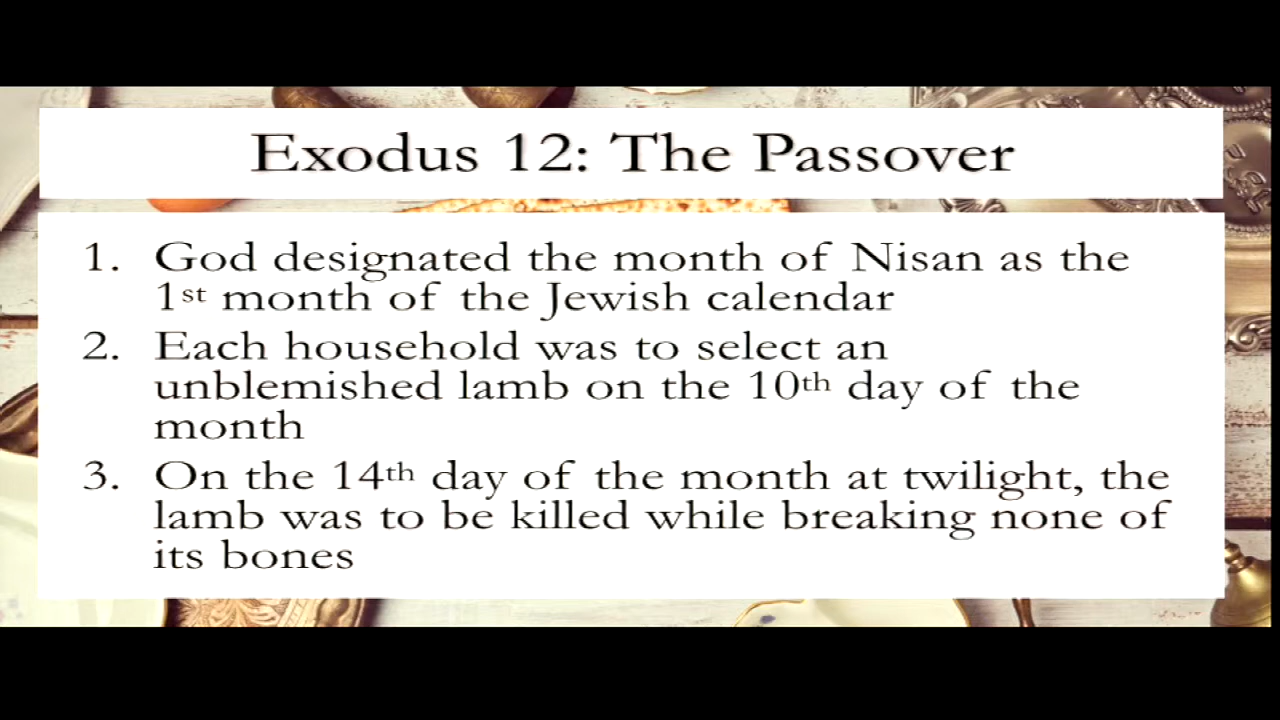 Exodus 12: The Passover
1. God designated the month of Nisan as the
1st month of the Jewish calendar
2. Each household was to select an
unblemished lamb on the 10th day of the
month
3. On the 14th day of the month at twilight, the
lamb was to be killed while breaking none of
its bones